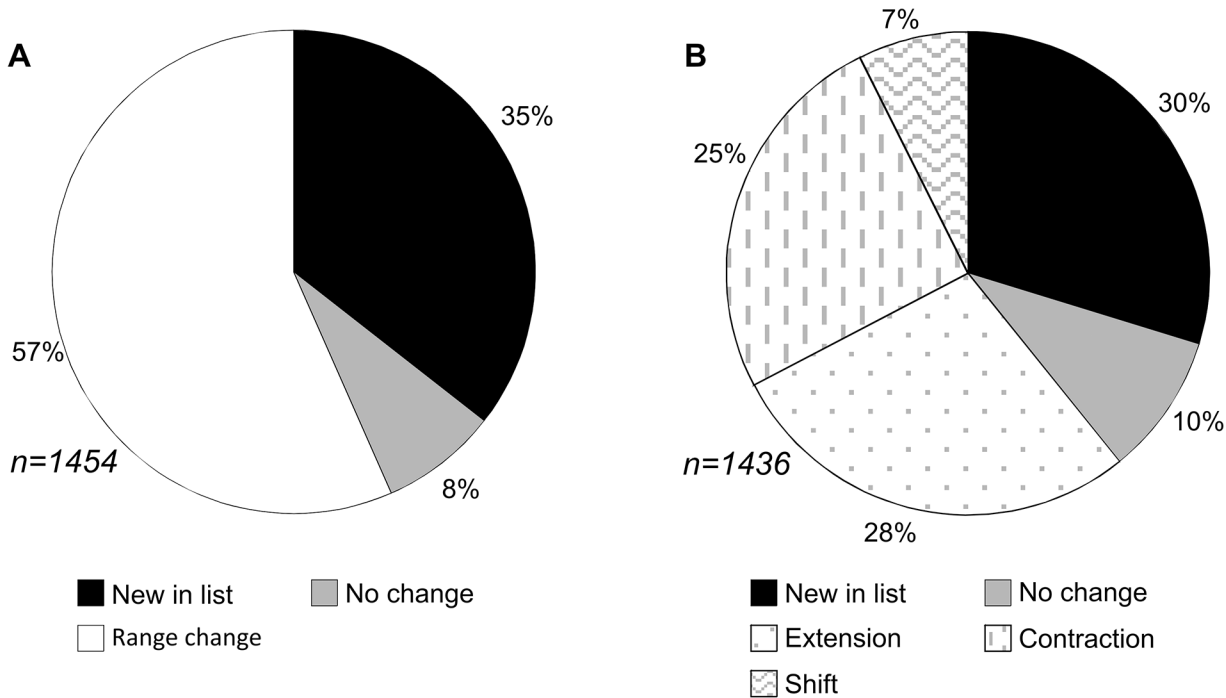 A
35%
57%
n=1454
8%
New in list
No change
Range change
B
7%
30%
25%
10%
n=1436
28%
New in list
No change
Extension
Contraction
Shift